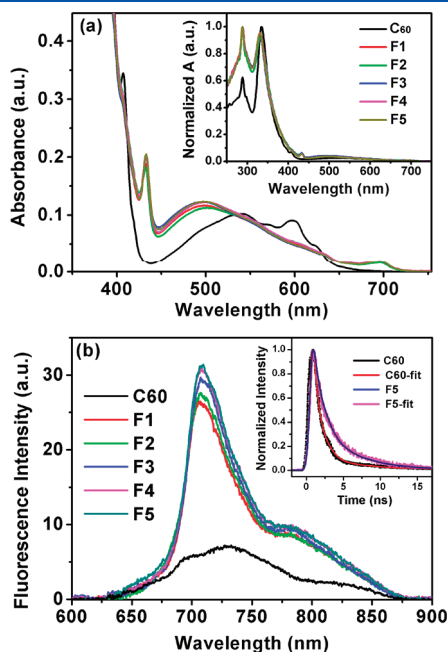 (a)
Absorbance (a.u.)
0.4
0.3
0.2
0.1
0.0
400
500
600
700
Wavelength (nm)
Normalized A (a.u.)
1.0
0.8
0.6
0.4
0.2
0.0
300
400
500
600
700
Wavelength (nm)
C60
F1
F2
F3
F4
F5
(b)
Fluorescence Intensity (a.u.)
30
20
10
0
600
650
700
750
800
850
900
Wavelength (nm)
C60
F1
F2
F3
F4
F5
Normalized Intensity
1.0
0.8
0.6
0.4
0.2
0.0
0
5
10
15
Time (ns)
C60
C60-fit
F5
F5-fit